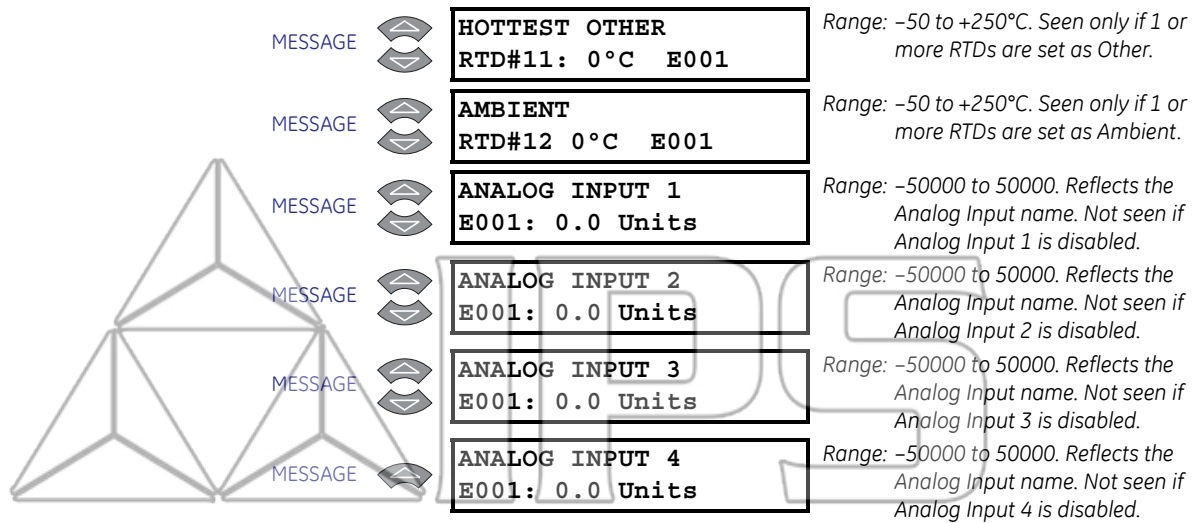 MESSAGE
HOTTEST OTHER
RTD#11: 0°C E001
Range: –50 to +250°C. Seen only if 1 or
more RTDs are set as Other.
MESSAGE
AMBIENT
RTD#12 0°C E001
Range: –50 to +250°C. Seen only if 1 or
more RTDs are set as Ambient.
MESSAGE
ANALOG INPUT 1
E001: 0.0 Units
Range: –50000 to 50000. Reflects the
Analog Input name. Not seen if
Analog Input 1 is disabled.
MESSAGE
ANALOG INPUT 2
E001: 0.0 Units
Range: –50000 to 50000. Reflects the
Analog Input name. Not seen if
Analog Input 2 is disabled.
MESSAGE
ANALOG INPUT 3
E001: 0.0 Units
Range: –50000 to 50000. Reflects the
Analog Input name. Not seen if
Analog Input 3 is disabled.
MESSAGE
ANALOG INPUT 4
E001: 0.0 Units
Range: –50000 to 50000. Reflects the
Analog Input name. Not seen if
Analog Input 4 is disabled.
IPS